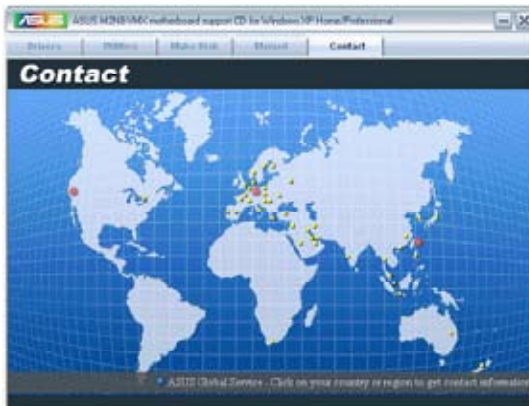 ASUS
ASUS M2N8-VMX motherboard support CD for Windows XP Home/Professional
Drivers Utilities Make Disk Manual Contact
Contact
ASUS Global Service - Click on your country or region to get contact information